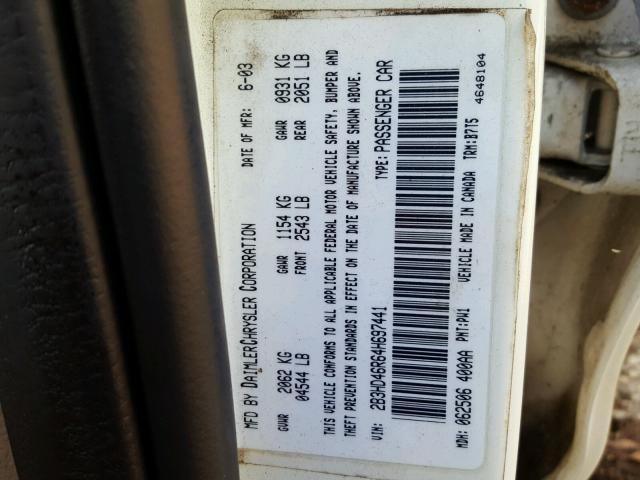 MFD BY DAIMLERCHRYSLER CORPORATION DATE OF MFR: 6-03
GVWR 2062 KG GAWR 1154 KG GAWR 0931 KG
04544 LB FRONT 2543 LB REAR 2051 LB
THIS VEHICLE CONFORMS TO ALL APPLICABLE FEDERAL MOTOR VEHICLE SAFETY, BUMPER AND
THEFT PREVENTION STANDARDS IN EFFECT ON THE DATE OF MANUFACTURE SHOWN ABOVE.
VIN: 2B3HD46R64H697441 TYPE: PASSENGER CAR
MDH: 062506 400AA PNT:PW1 VEHICLE MADE IN CANADA TRM:B7T5
4648104